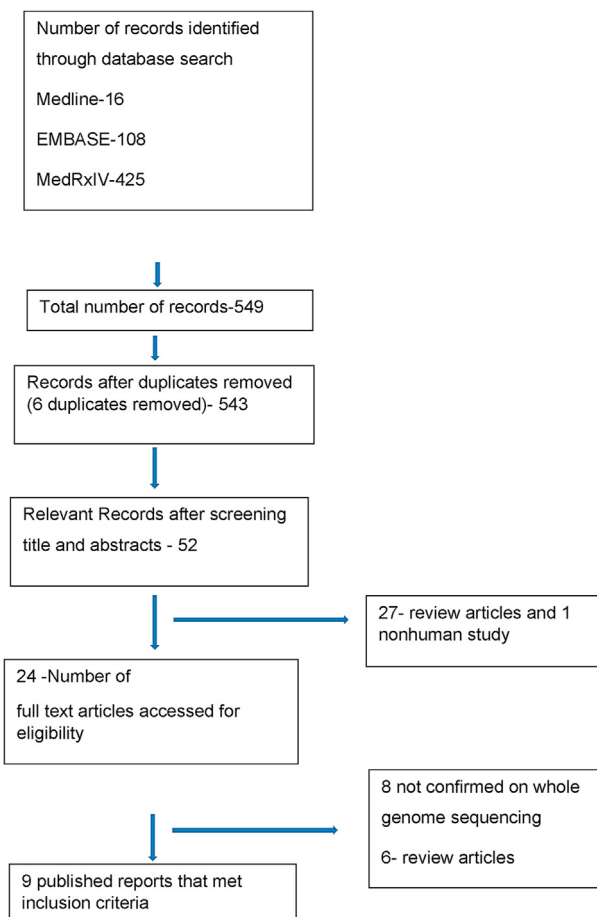 Number of records identified
through database search
Medline-16
EMBASE-108
MedRxIV-425
Total number of records-549
Records after duplicates removed
(6 duplicates removed)- 543
Relevant Records after screening
title and abstracts - 52
27- review articles and 1
nonhuman study
24 -Number of
full text articles accessed for
eligibility
8 not confirmed on whole
genome sequencing
6- review articles
9 published reports that met
inclusion criteria